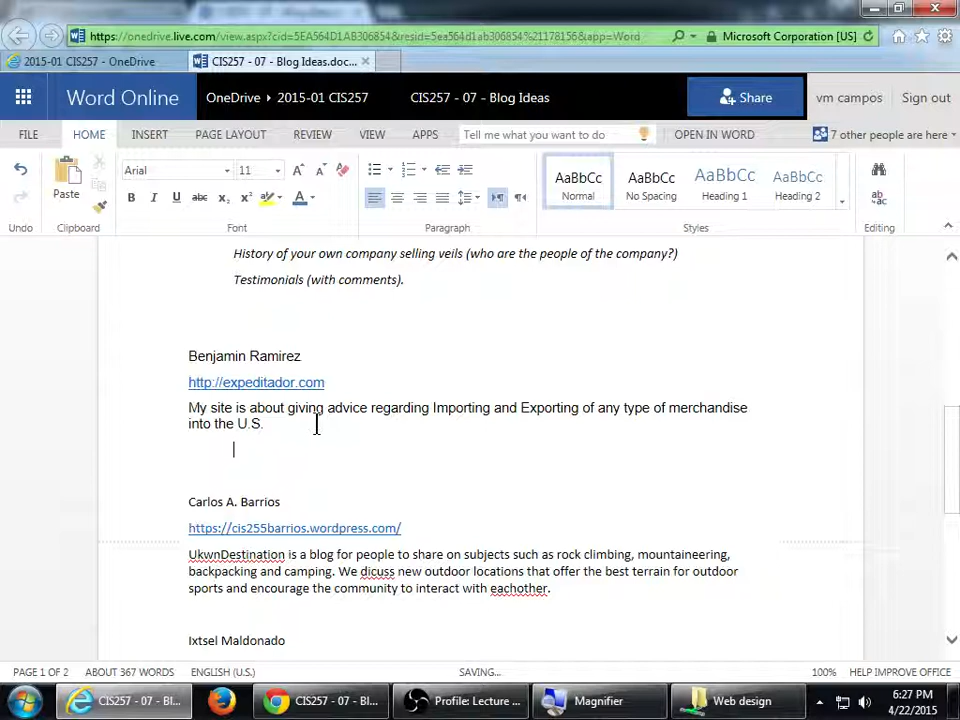 https://onedrive.live.com/view.aspx?cid=5EA564D1AB306854&resid=5ea564d1ab306854%21178156&app=Word
Microsoft Corporation [US]
2015-01 CIS257 - OneDrive
CIS257 - 07 - Blog Ideas.doc...
Word Online
OneDrive ▸ 2015-01 CIS257
CIS257 - 07 - Blog Ideas
Share
vm campos
Sign out
FILE HOME INSERT PAGE LAYOUT REVIEW VIEW APPS Tell me what you want to do OPEN IN WORD 7 other people are here
Arial 11
Paste
B I U abc x₂ x² A
AaBbCc AaBbCc AaBbCc AaBbCc
Normal No Spacing Heading 1 Heading 2
Undo Clipboard Font Paragraph Styles Editing
History of your own company selling veils (who are the people of the company?)
Testimonials (with comments).
Benjamin Ramirez
http://expeditador.com
My site is about giving advice regarding Importing and Exporting of any type of merchandise
into the U.S.
Carlos A. Barrios
https://cis255barrios.wordpress.com/
UkwnDestination is a blog for people to share on subjects such as rock climbing, mountaineering,
backpacking and camping. We dicuss new outdoor locations that offer the best terrain for outdoor
sports and encourage the community to interact with eachother.
Ixtsel Maldonado
PAGE 1 OF 2 ABOUT 367 WORDS ENGLISH (U.S.) SAVING... 100% HELP IMPROVE OFFICE
CIS257 - 07 - Bl... CIS257 - 07 - Bl... Profile: Lecture ... Magnifier Web design
6:27 PM
4/22/2015